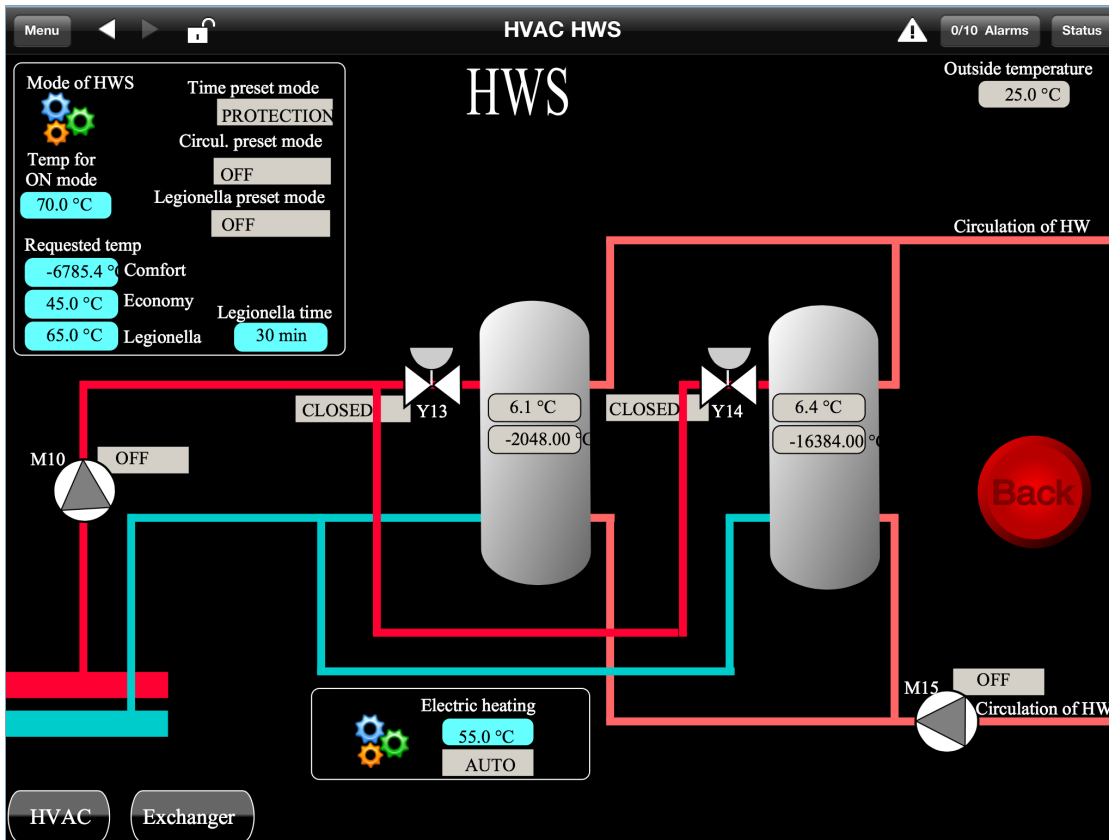 Menu
HVAC HWS
0/10 Alarms
Status
Mode of HWS
Time preset mode
PROTECTION
Circul. preset mode
OFF
Temp for
ON mode
70.0 °C
Legionella preset mode
OFF
Requested temp
-6785.4 °C Comfort
45.0 °C Economy
65.0 °C Legionella
Legionella time
30 min
HWS
Outside temperature
25.0 °C
Circulation of HW
CLOSED
Y13
6.1 °C
-2048.00 °C
CLOSED
Y14
6.4 °C
-16384.00 °C
M10
OFF
Back
Electric heating
55.0 °C
AUTO
M15
OFF
Circulation of HW
HVAC
Exchanger